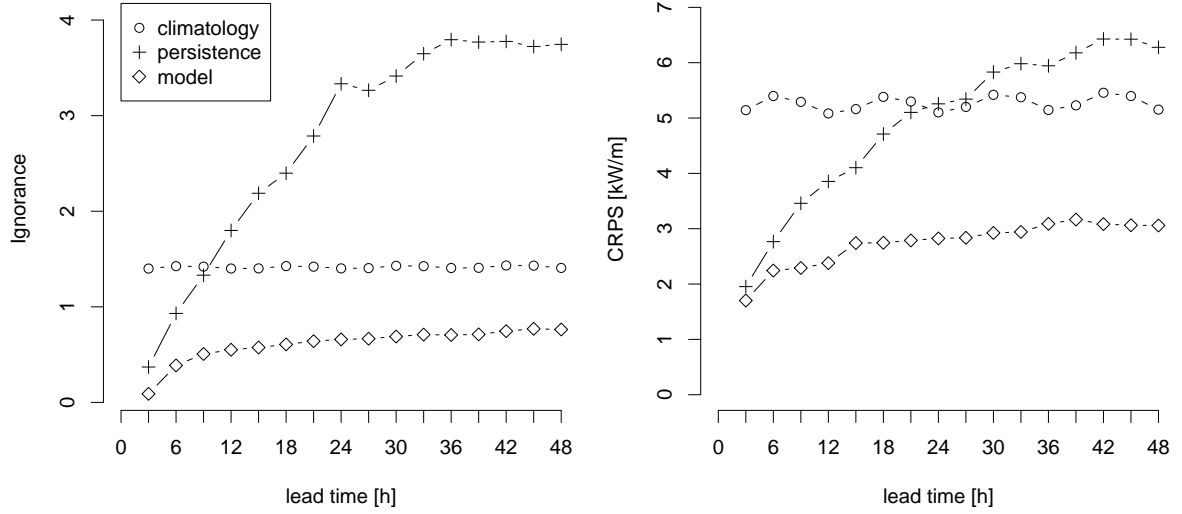 climatology
persistence
model
Ignorance
0
1
2
3
4
0 6 12 18 24 30 36 42 48
lead time [h]
CRPS [kW/m]
0
1
2
3
4
5
6
7
0 6 12 18 24 30 36 42 48
lead time [h]